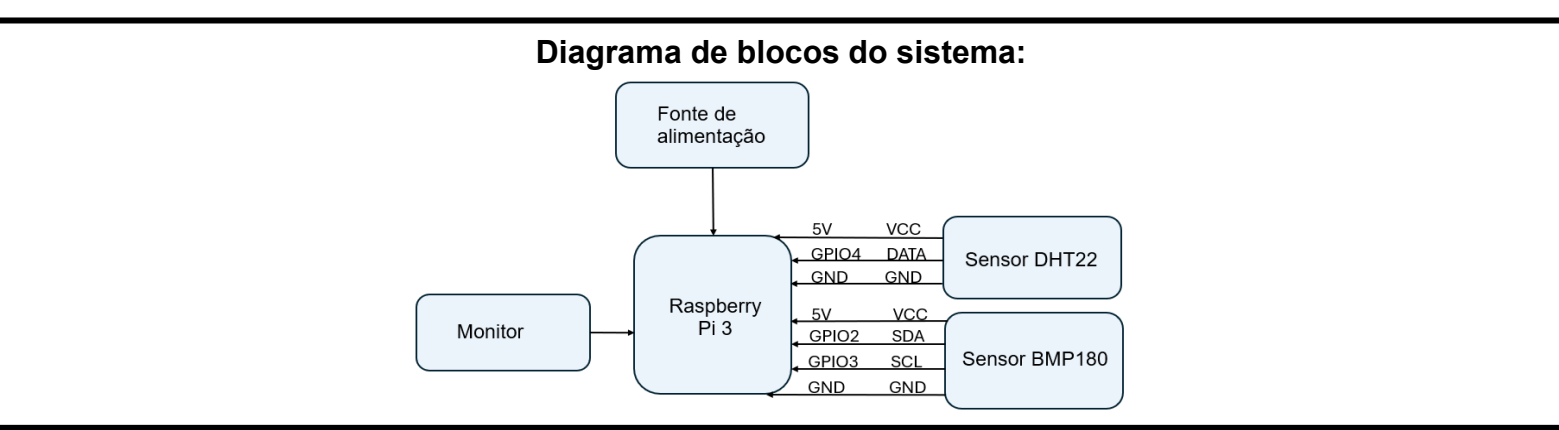 Diagrama de blocos do sistema:
Fonte de
alimentação
5V VCC
GPIO4 DATA
GND GND
Sensor DHT22
Raspberry
Pi 3
Monitor
5V VCC
GPIO2 SDA
GPIO3 SCL
GND GND
Sensor BMP180